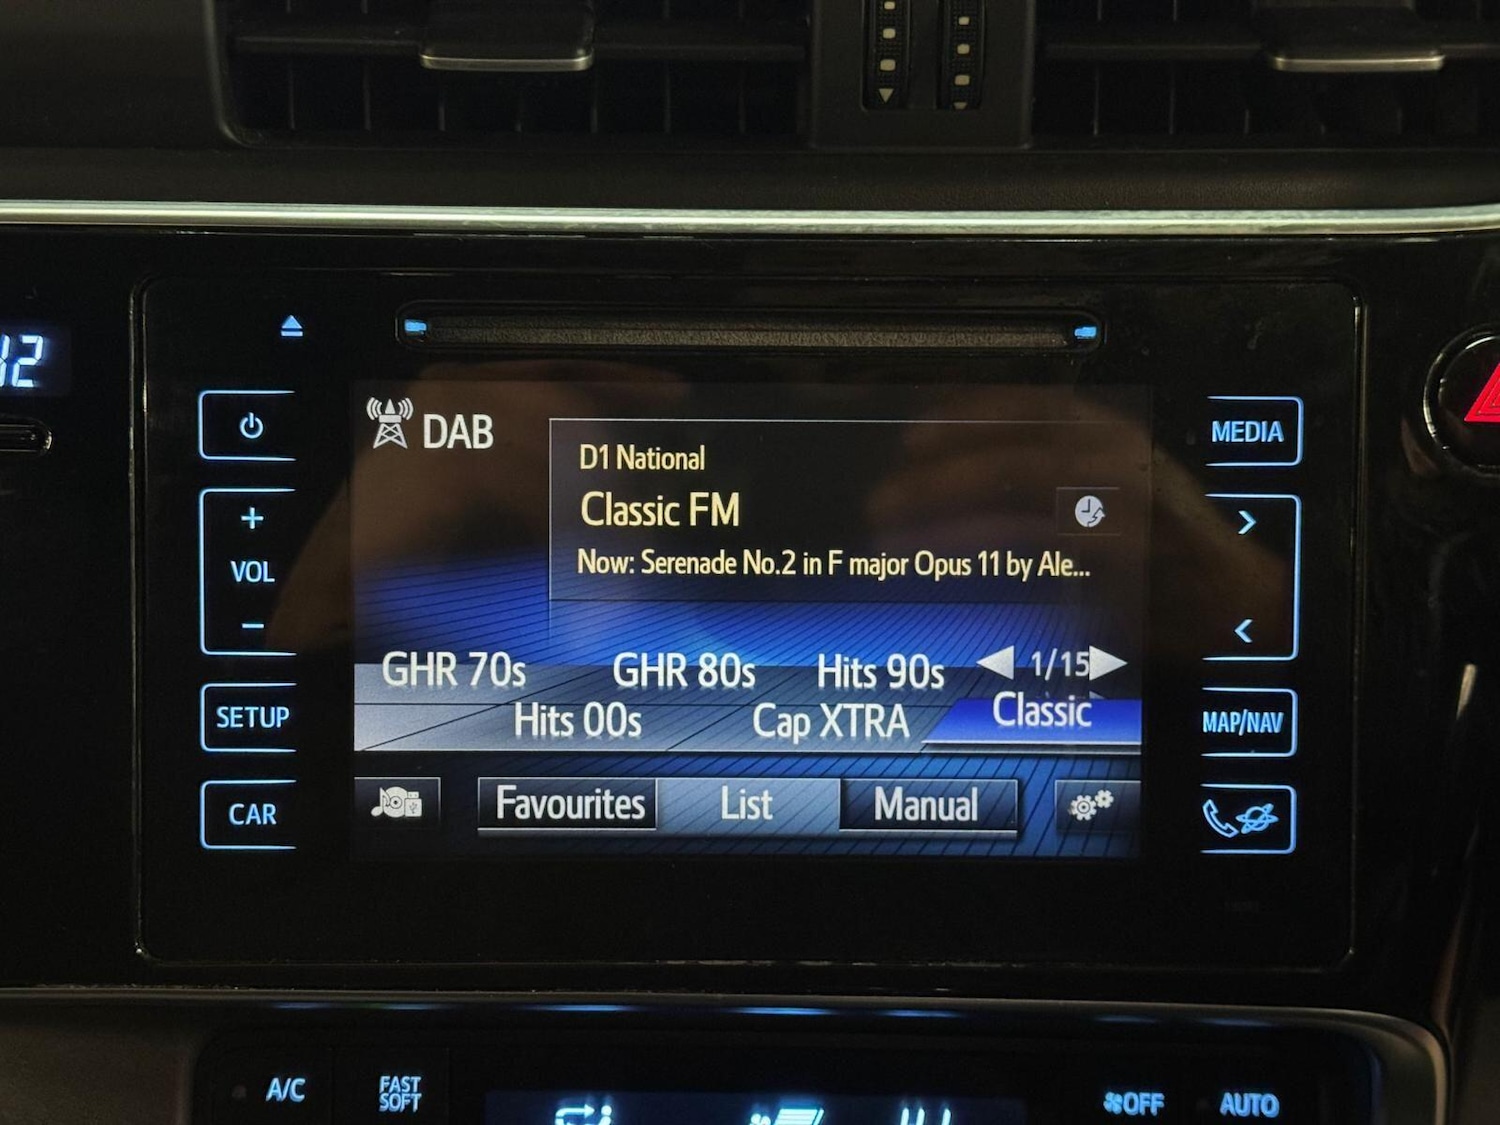 12
DAB
D1 National
Classic FM
Now: Serenade No.2 in F major Opus 11 by Ale...
GHR 70s GHR 80s Hits 90s 1/15
Hits 00s Cap XTRA Classic
Favourites List Manual
+
VOL
−
SETUP
CAR
MEDIA
MAP/NAV
A/C
FAST
SOFT
OFF
AUTO